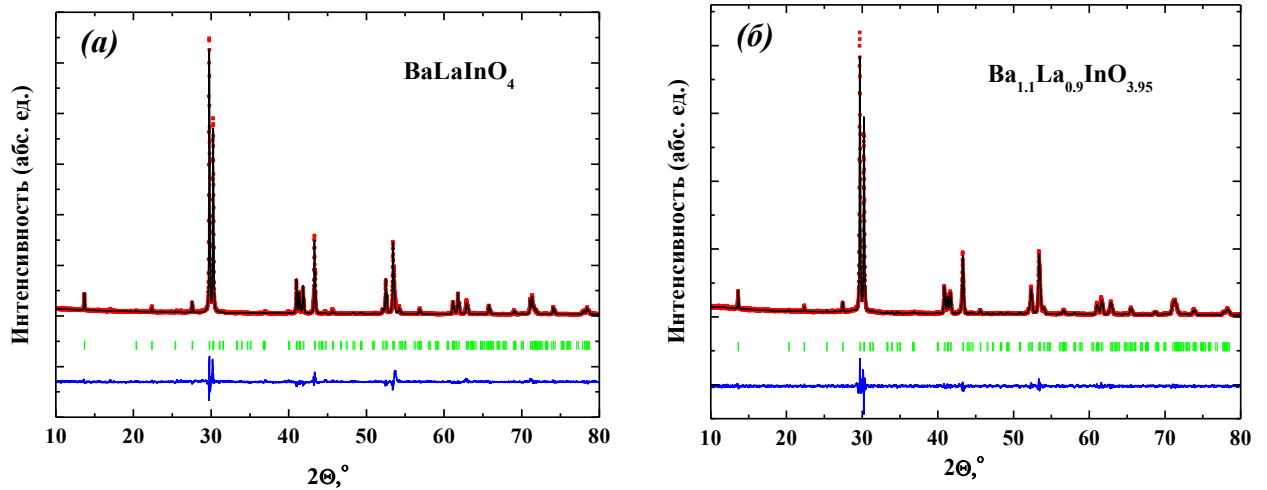 (а)
BaLaInO₄
Интенсивность (абс. ед.)
10 20 30 40 50 60 70 80
2Θ,°
(б)
Ba₁.₁La₀.₉InO₃.₉₅
Интенсивность (абс. ед.)
10 20 30 40 50 60 70 80
2Θ,°